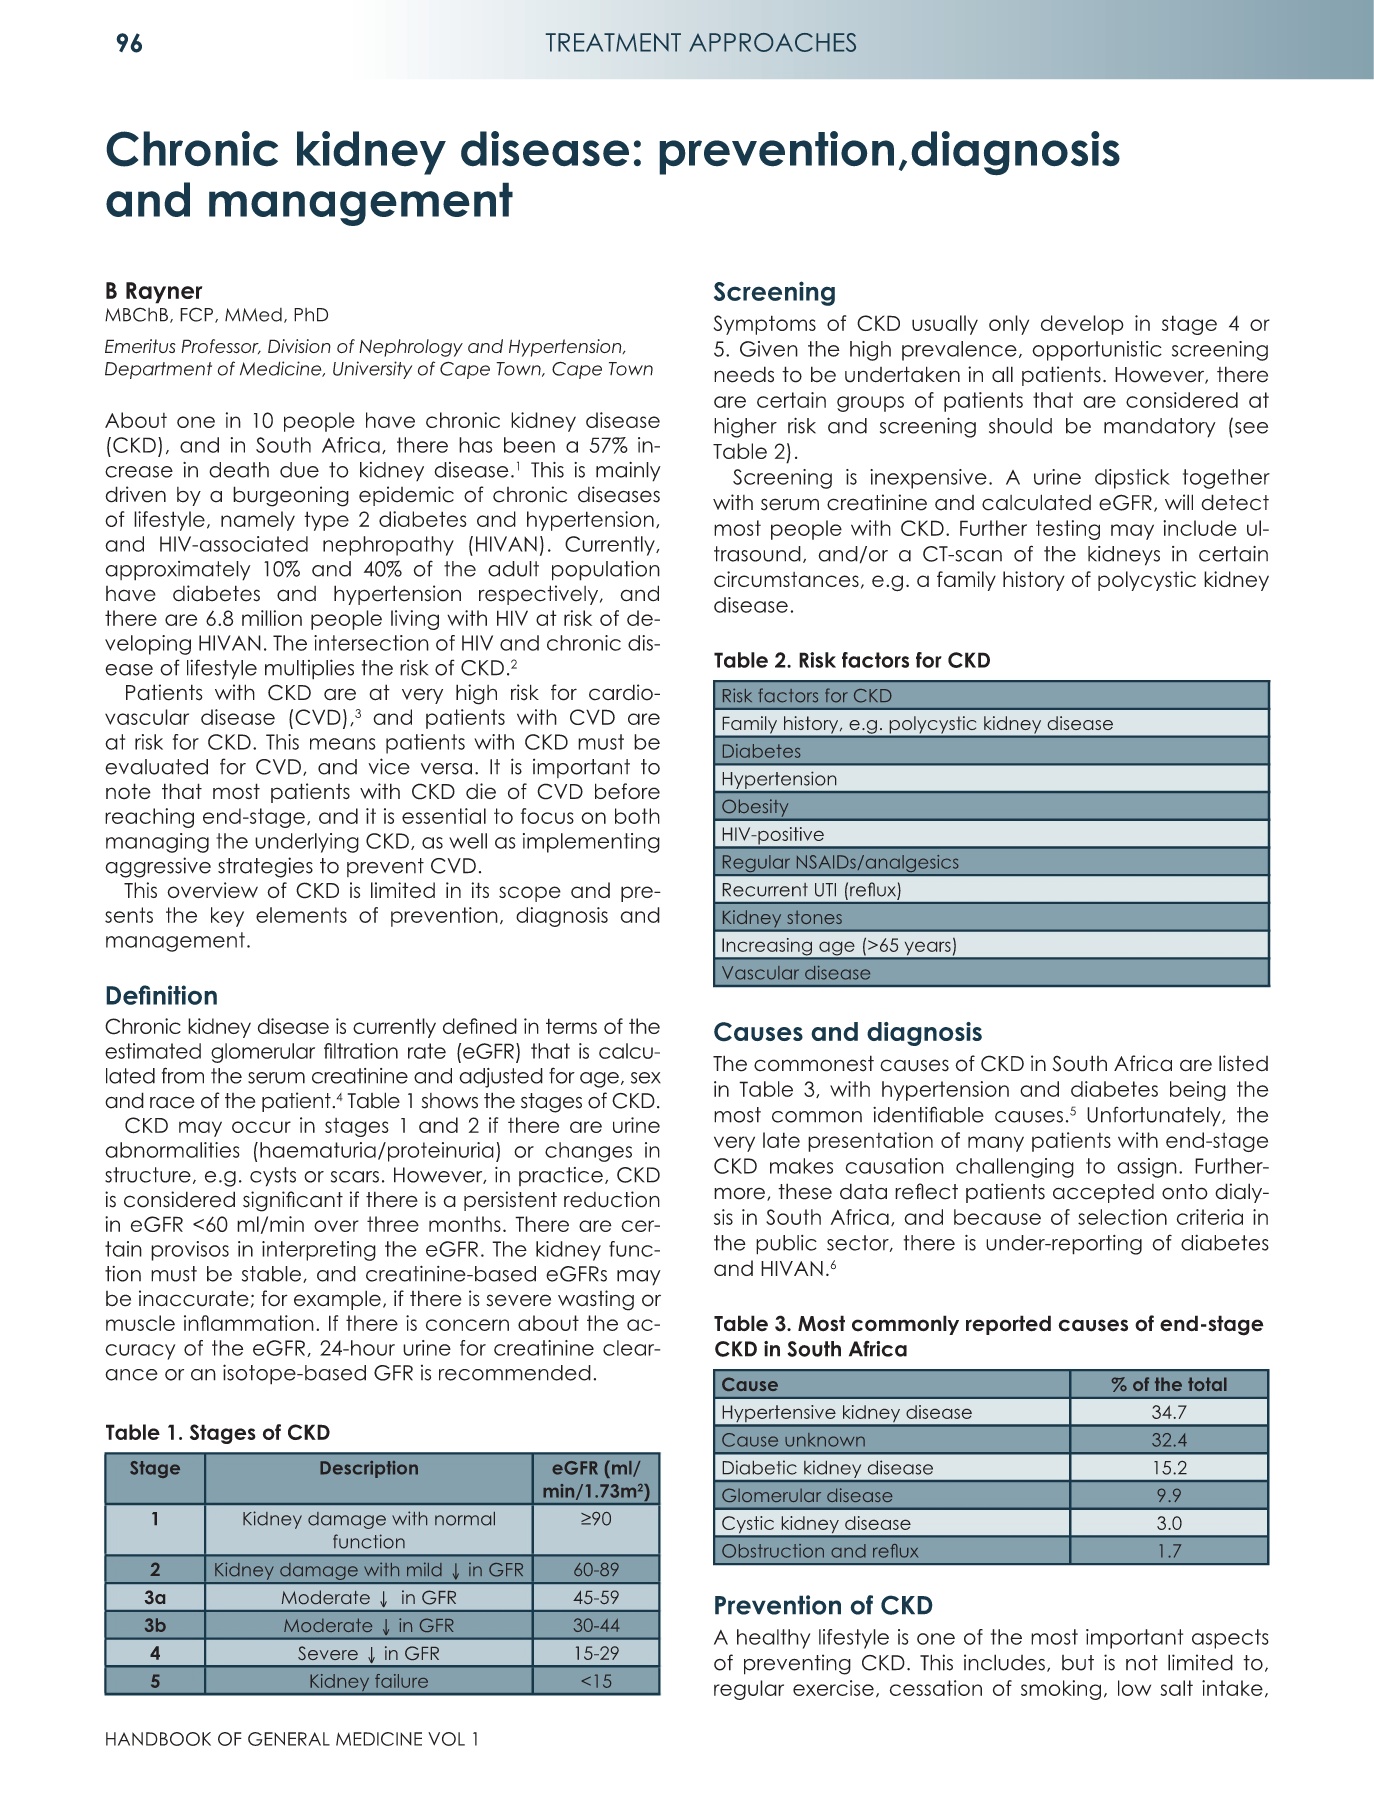 96
TREATMENT APPROACHES
Chronic kidney disease: prevention,diagnosis
and management
B Rayner
MBChB, FCP, MMed, PhD
Emeritus Professor, Division of Nephrology and Hypertension,
Department of Medicine, University of Cape Town, Cape Town
About one in 10 people have chronic kidney disease
(CKD), and in South Africa, there has been a 57% in-
crease in death due to kidney disease.¹ This is mainly
driven by a burgeoning epidemic of chronic diseases
of lifestyle, namely type 2 diabetes and hypertension,
and HIV-associated nephropathy (HIVAN). Currently,
approximately 10% and 40% of the adult population
have diabetes and hypertension respectively, and
there are 6.8 million people living with HIV at risk of de-
veloping HIVAN. The intersection of HIV and chronic dis-
ease of lifestyle multiplies the risk of CKD.²
Patients with CKD are at very high risk for cardio-
vascular disease (CVD),³ and patients with CVD are
at risk for CKD. This means patients with CKD must be
evaluated for CVD, and vice versa. It is important to
note that most patients with CKD die of CVD before
reaching end-stage, and it is essential to focus on both
managing the underlying CKD, as well as implementing
aggressive strategies to prevent CVD.
This overview of CKD is limited in its scope and pre-
sents the key elements of prevention, diagnosis and
management.
Definition
Chronic kidney disease is currently defined in terms of the
estimated glomerular filtration rate (eGFR) that is calcu-
lated from the serum creatinine and adjusted for age, sex
and race of the patient.⁴ Table 1 shows the stages of CKD.
CKD may occur in stages 1 and 2 if there are urine
abnormalities (haematuria/proteinuria) or changes in
structure, e.g. cysts or scars. However, in practice, CKD
is considered significant if there is a persistent reduction
in eGFR <60 ml/min over three months. There are cer-
tain provisos in interpreting the eGFR. The kidney func-
tion must be stable, and creatinine-based eGFRs may
be inaccurate; for example, if there is severe wasting or
muscle inflammation. If there is concern about the ac-
curacy of the eGFR, 24-hour urine for creatinine clear-
ance or an isotope-based GFR is recommended.
Table 1. Stages of CKD
Stage Description eGFR (ml/
min/1.73m²)
1 Kidney damage with normal ≥90
function
2 Kidney damage with mild ↓ in GFR 60-89
3a Moderate ↓ in GFR 45-59
3b Moderate ↓ in GFR 30-44
4 Severe ↓ in GFR 15-29
5 Kidney failure <15
Screening
Symptoms of CKD usually only develop in stage 4 or
5. Given the high prevalence, opportunistic screening
needs to be undertaken in all patients. However, there
are certain groups of patients that are considered at
higher risk and screening should be mandatory (see
Table 2).
Screening is inexpensive. A urine dipstick together
with serum creatinine and calculated eGFR, will detect
most people with CKD. Further testing may include ul-
trasound, and/or a CT-scan of the kidneys in certain
circumstances, e.g. a family history of polycystic kidney
disease.
Table 2. Risk factors for CKD
Risk factors for CKD
Family history, e.g. polycystic kidney disease
Diabetes
Hypertension
Obesity
HIV-positive
Regular NSAIDs/analgesics
Recurrent UTI (reflux)
Kidney stones
Increasing age (>65 years)
Vascular disease
Causes and diagnosis
The commonest causes of CKD in South Africa are listed
in Table 3, with hypertension and diabetes being the
most common identifiable causes.⁵ Unfortunately, the
very late presentation of many patients with end-stage
CKD makes causation challenging to assign. Further-
more, these data reflect patients accepted onto dialy-
sis in South Africa, and because of selection criteria in
the public sector, there is under-reporting of diabetes
and HIVAN.⁶
Table 3. Most commonly reported causes of end-stage
CKD in South Africa
Cause % of the total
Hypertensive kidney disease 34.7
Cause unknown 32.4
Diabetic kidney disease 15.2
Glomerular disease 9.9
Cystic kidney disease 3.0
Obstruction and reflux 1.7
Prevention of CKD
A healthy lifestyle is one of the most important aspects
of preventing CKD. This includes, but is not limited to,
regular exercise, cessation of smoking, low salt intake,
HANDBOOK OF GENERAL MEDICINE VOL 1